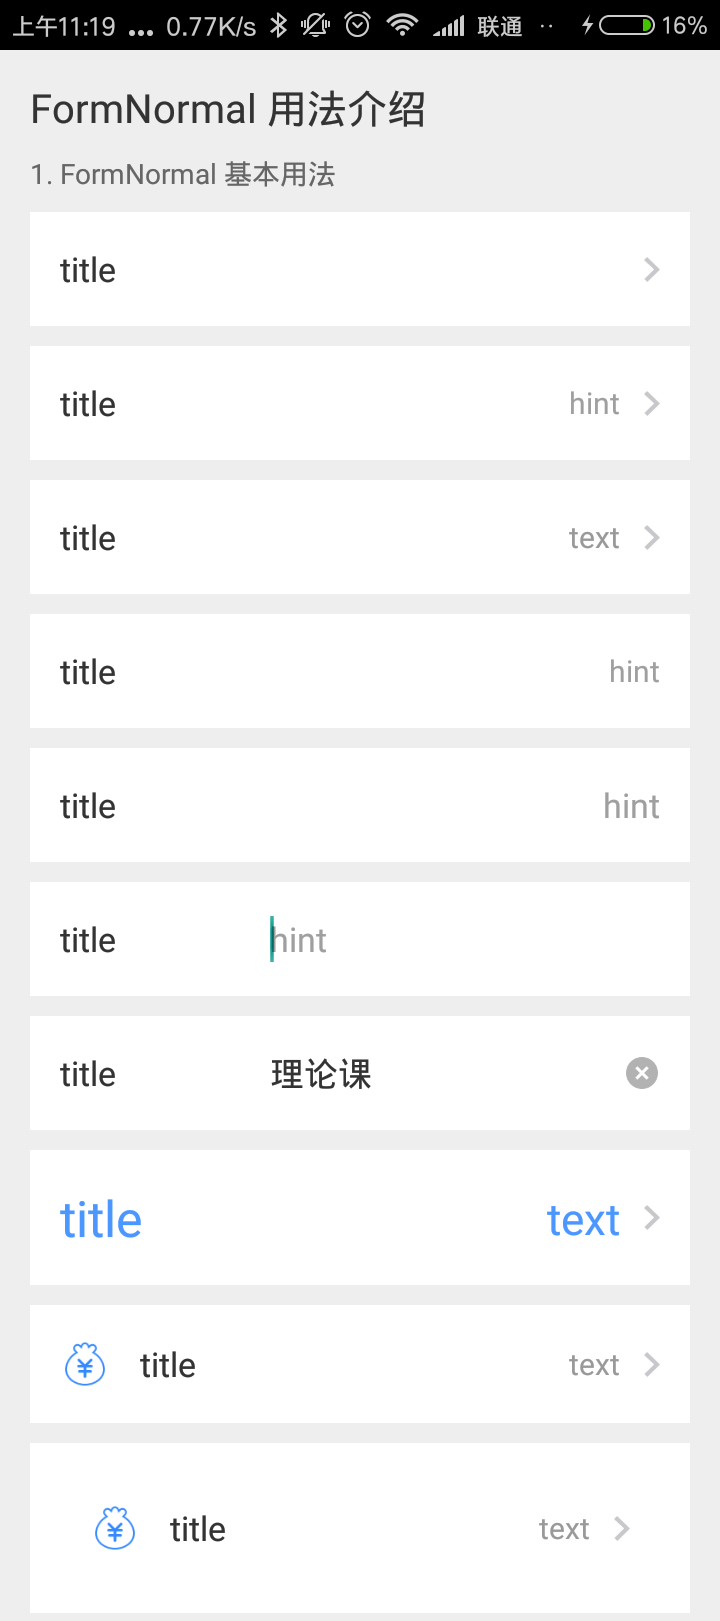 上午11:19 ... 0.77K/s 联通 16%
FormNormal 用法介绍
1. FormNormal 基本用法
title
title hint
title text
title hint
title hint
title hint
title 理论课
title text
¥ title text
¥ title text